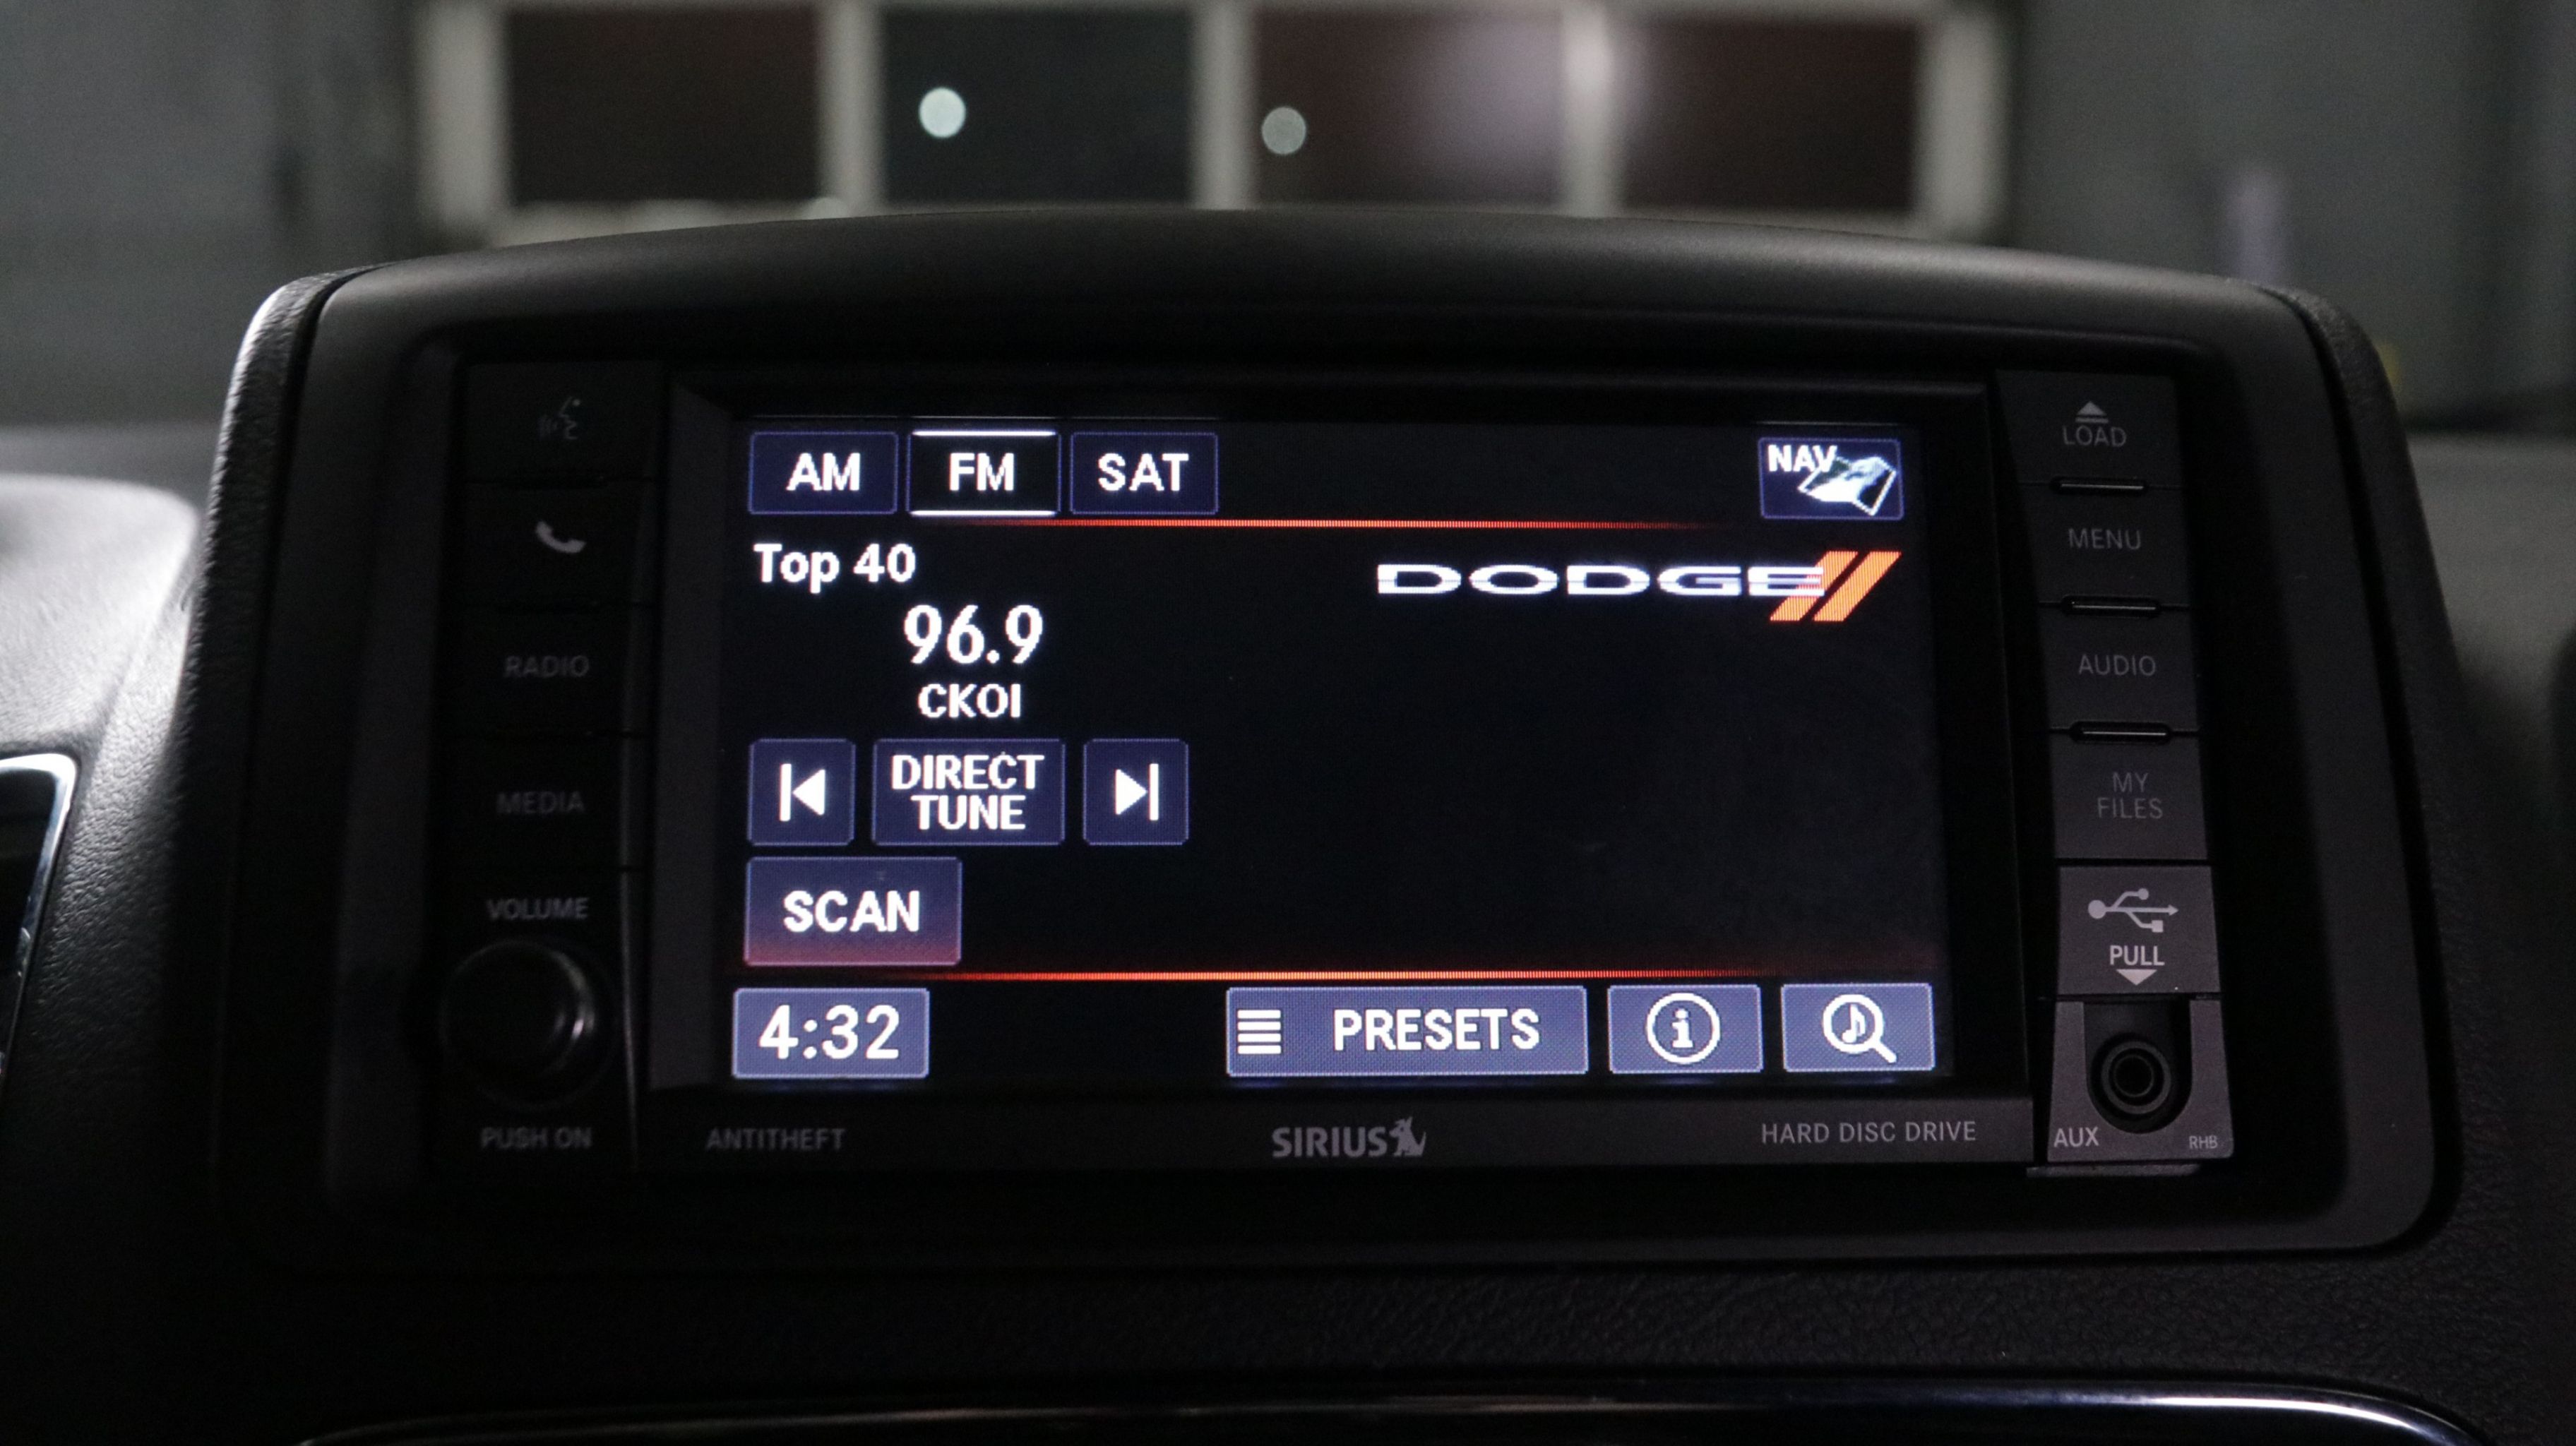 AM FM SAT
NAV
Top 40
DODGE
96.9
CKOI
DIRECT
TUNE
SCAN
4:32
PRESETS
RADIO
MEDIA
VOLUME
PUSH ON
LOAD
MENU
AUDIO
MY
FILES
PULL
AUX
RHB
ANTITHEFT
SIRIUS
HARD DISC DRIVE